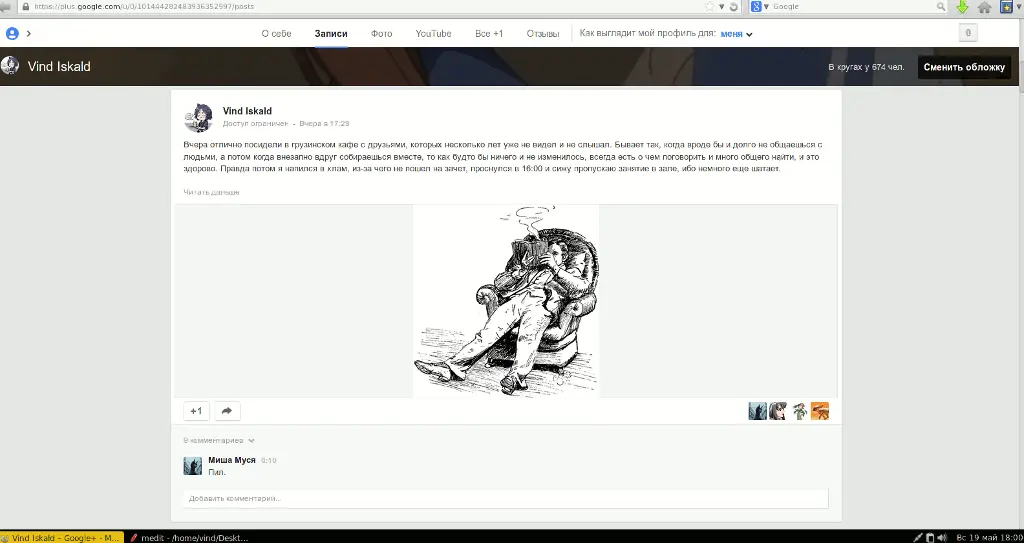 https://plus.google.com/u/0/101444282483936352997/posts
Google
О себе Записи Фото YouTube Все +1 Отзывы Как выглядит мой профиль для: меня 0
Vind Iskald В кругах у 674 чел. Сменить обложку
Vind Iskald
Доступ ограничен - Вчера в 17:29
Вчера отлично посидели в грузинском кафе с друзьями, которых несколько лет уже не видел и не слышал. Бывает так, когда вроде бы и долго не общаешься с
людьми, а потом когда внезапно вдруг собираешься вместе, то как будто бы ничего и не изменилось, всегда есть о чем поговорить и много общего найти, и это
здорово. Правда потом я напился в хлам, из-за чего не пошел на зачет, проснулся в 16:00 и сижу пропускаю занятие в зале, ибо немного еще шатает.
Читать дальше
+1
9 комментариев
Миша Муся 0:10
Пил.
Добавить комментарий...
Vind Iskald – Google+ - M... medit - /home/vind/Deskt... Вс 19 май 18:00